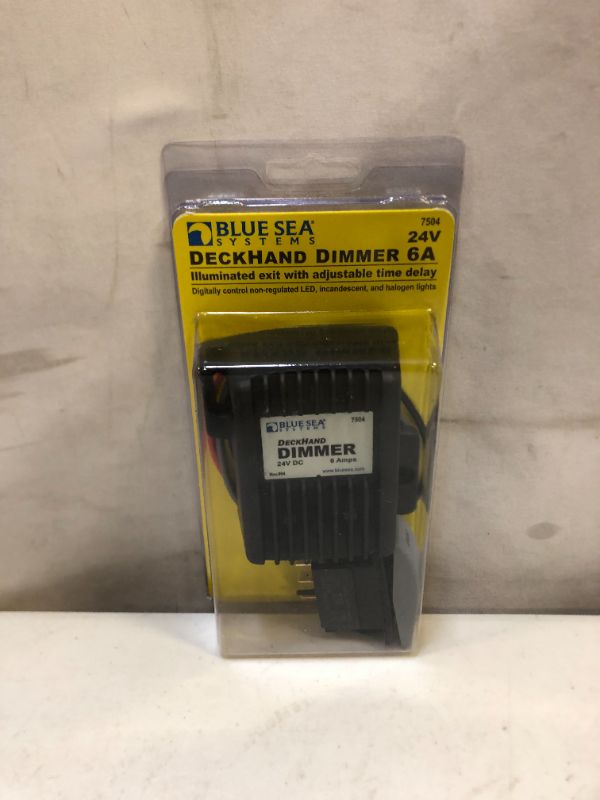 7504
BLUE SEA®
SYSTEMS
24V
DECKHAND DIMMER 6A
Illuminated exit with adjustable time delay
Digitally control non-regulated LED, incandescent, and halogen lights
BLUE SEA
SYSTEMS
7504
DECKHAND
DIMMER
24V DC 6 Amps
www.bluesea.com